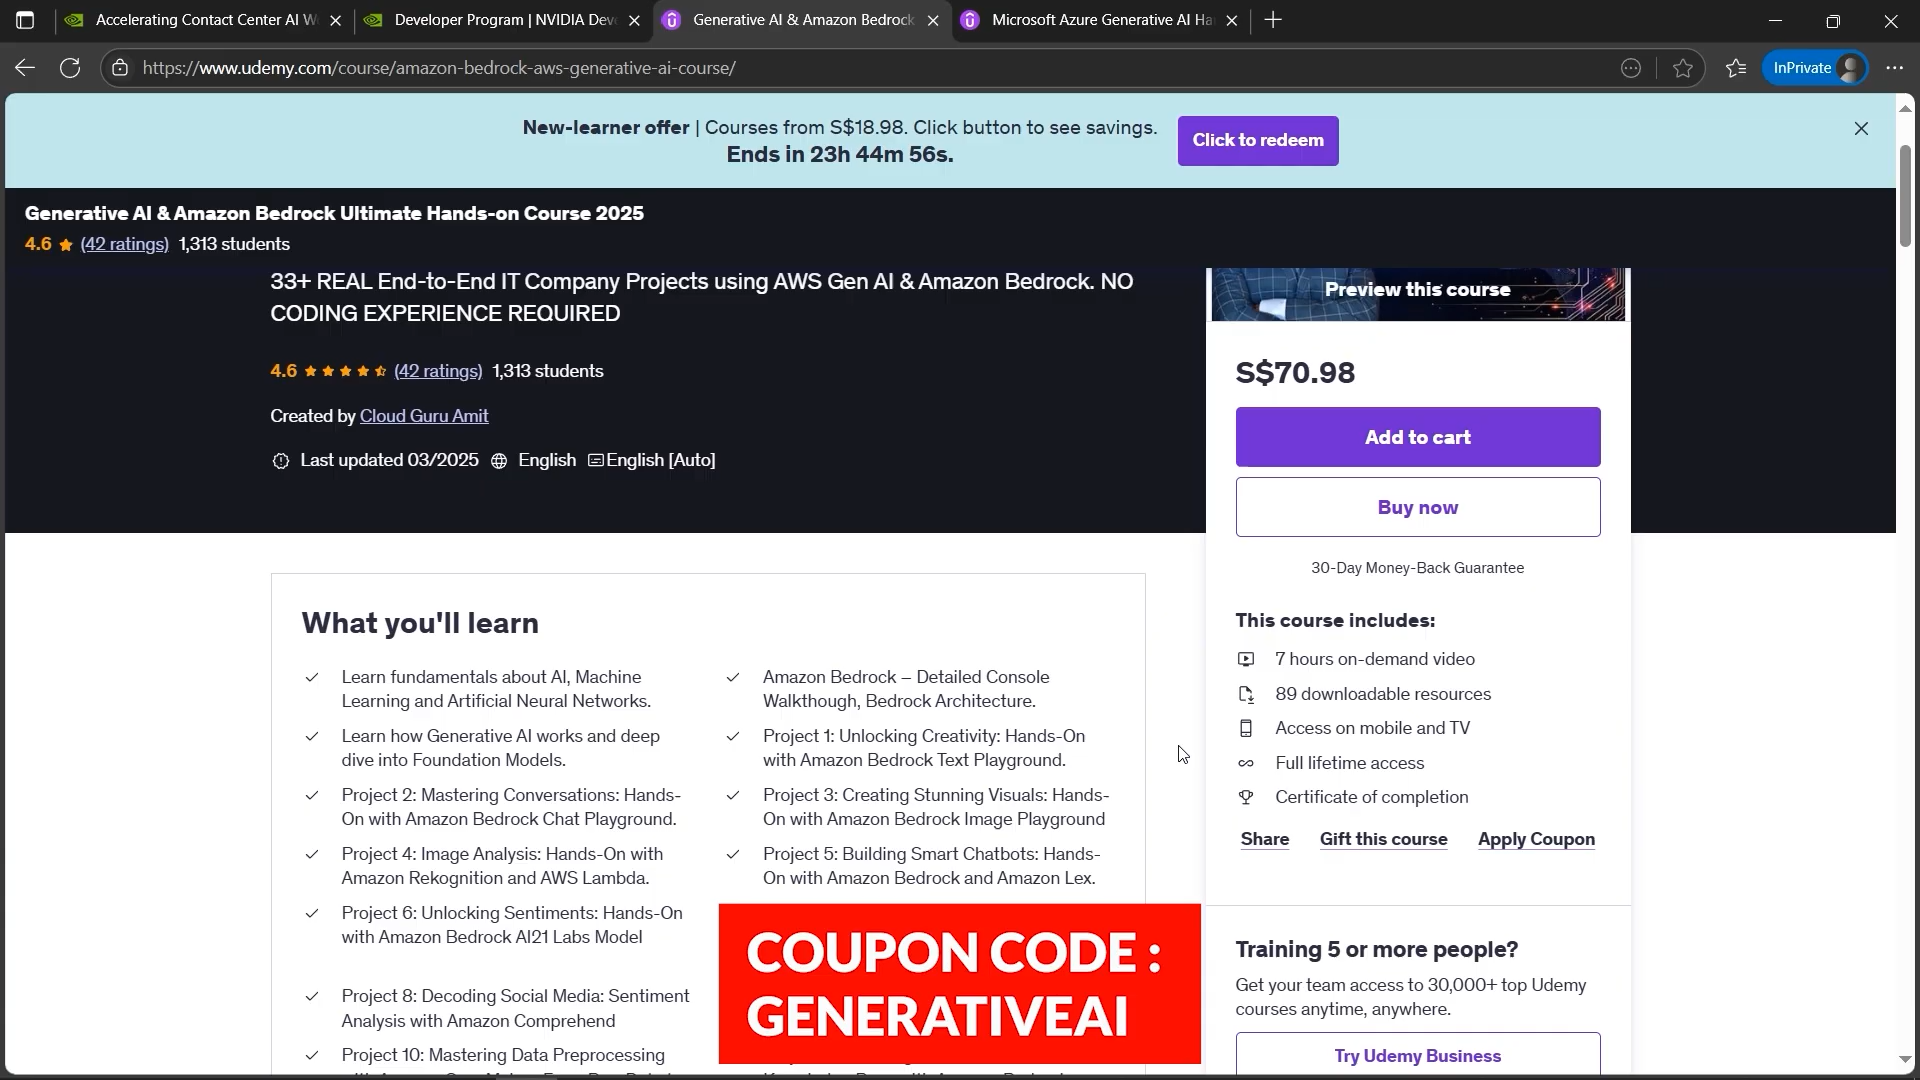 Accelerating Contact Center AI W
Developer Program | NVIDIA Dev
Generative AI & Amazon Bedrock
Microsoft Azure Generative AI Ha
https://www.udemy.com/course/amazon-bedrock-aws-generative-ai-course/
InPrivate
New-learner offer | Courses from S$18.98. Click button to see savings.
Ends in 23h 44m 56s.
Click to redeem
Generative AI & Amazon Bedrock Ultimate Hands-on Course 2025
4.6 (42 ratings) 1,313 students
33+ REAL End-to-End IT Company Projects using AWS Gen AI & Amazon Bedrock. NO
CODING EXPERIENCE REQUIRED
4.6 (42 ratings) 1,313 students
Created by Cloud Guru Amit
Last updated 03/2025 English English [Auto]
Preview this course
S$70.98
Add to cart
Buy now
30-Day Money-Back Guarantee
This course includes:
7 hours on-demand video
89 downloadable resources
Access on mobile and TV
Full lifetime access
Certificate of completion
Share Gift this course Apply Coupon
Training 5 or more people?
Get your team access to 30,000+ top Udemy
courses anytime, anywhere.
Try Udemy Business
What you'll learn
Learn fundamentals about AI, Machine
Learning and Artificial Neural Networks.
Amazon Bedrock – Detailed Console
Walkthough, Bedrock Architecture.
Learn how Generative AI works and deep
dive into Foundation Models.
Project 1: Unlocking Creativity: Hands-On
with Amazon Bedrock Text Playground.
Project 2: Mastering Conversations: Hands-
On with Amazon Bedrock Chat Playground.
Project 3: Creating Stunning Visuals: Hands-
On with Amazon Bedrock Image Playground
Project 4: Image Analysis: Hands-On with
Amazon Rekognition and AWS Lambda.
Project 5: Building Smart Chatbots: Hands-
On with Amazon Bedrock and Amazon Lex.
Project 6: Unlocking Sentiments: Hands-On
with Amazon Bedrock AI21 Labs Model
Project 8: Decoding Social Media: Sentiment
Analysis with Amazon Comprehend
Project 10: Mastering Data Preprocessing
COUPON CODE :
GENERATIVEAI